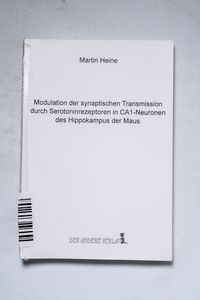 Martin Heine
Modulation der synaptischen Transmission
durch Serotoninrezeptoren in CA1-Neuronen
des Hippokampus der Maus
DER ANDERE VERLAG